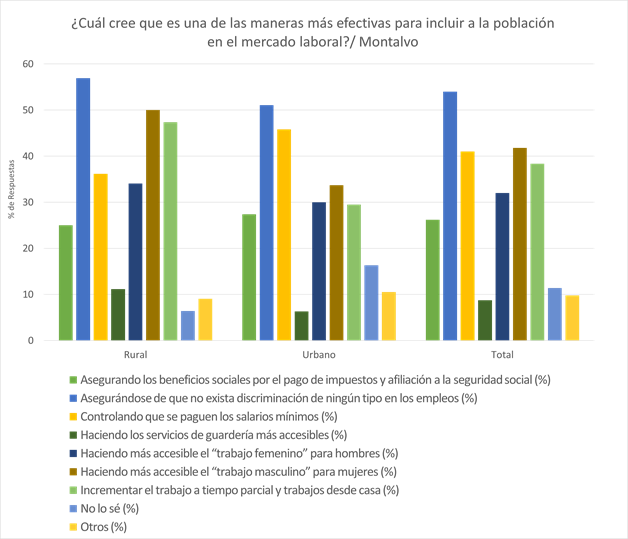 ¿Cuál cree que es una de las maneras más efectivas para incluir a la población
en el mercado laboral?/ Montalvo
60
50
40
30
20
10
0
% de Respuestas
Rural
Urbano
Total
Asegurando los beneficios sociales por el pago de impuestos y afiliación a la seguridad social (%)
Asegurándose de que no exista discriminación de ningún tipo en los empleos (%)
Controlando que se paguen los salarios mínimos (%)
Haciendo los servicios de guardería más accesibles (%)
Haciendo más accesible el “trabajo femenino” para hombres (%)
Haciendo más accesible el “trabajo masculino” para mujeres (%)
Incrementar el trabajo a tiempo parcial y trabajos desde casa (%)
No lo sé (%)
Otros (%)